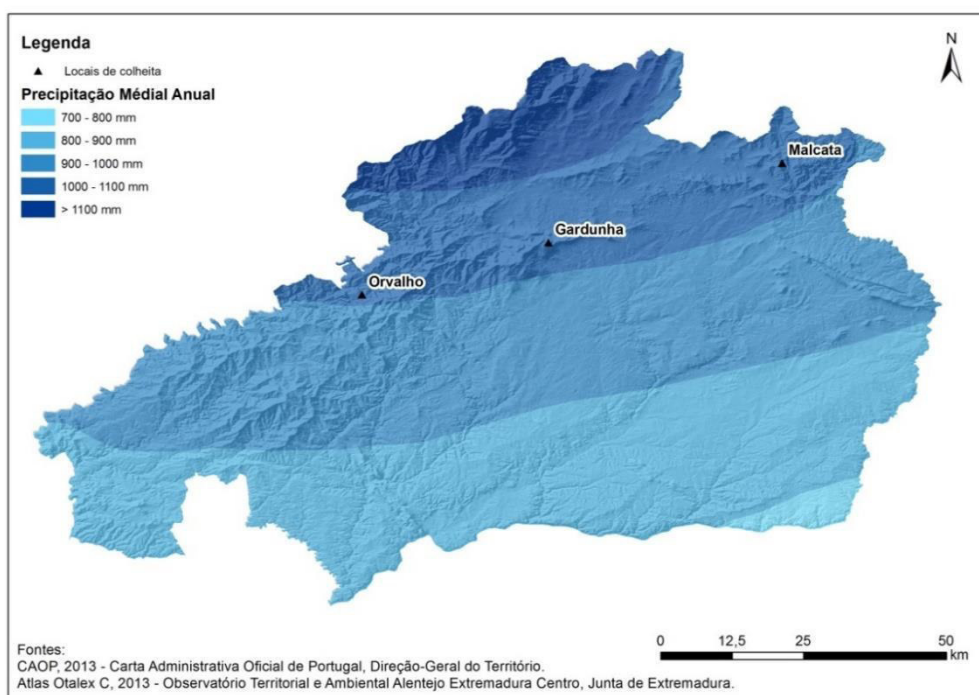 Legenda
Locais de colheita
Precipitação Médial Anual
700 - 800 mm
800 - 900 mm
900 - 1000 mm
1000 - 1100 mm
> 1100 mm
N
Malcata
Gardunha
Orvalho
0 12,5 25 50
km
Fontes:
CAOP, 2013 - Carta Administrativa Oficial de Portugal, Direção-Geral do Território.
Atlas Otalex C, 2013 - Observatório Territorial e Ambiental Alentejo Extremadura Centro, Junta de Extremadura.